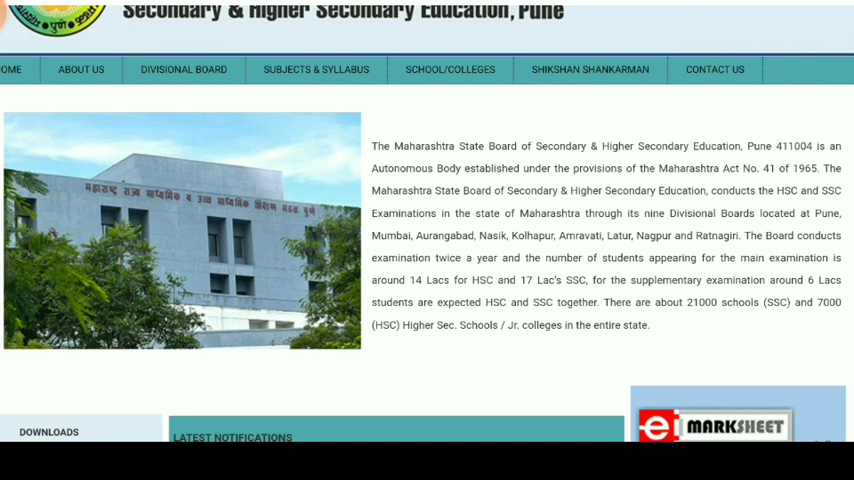 पुणे
Secondary & Higher Secondary Education, Pune
OME
ABOUT US
DIVISIONAL BOARD
SUBJECTS & SYLLABUS
SCHOOL/COLLEGES
SHIKSHAN SHANKARMAN
CONTACT US
महाराष्ट्र राज्य माध्यमिक व उच्च माध्यमिक शिक्षण मंडळ पुणे
The Maharashtra State Board of Secondary & Higher Secondary Education, Pune 411004 is an
Autonomous Body established under the provisions of the Maharashtra Act No. 41 of 1965. The
Maharashtra State Board of Secondary & Higher Secondary Education, conducts the HSC and SSC
Examinations in the state of Maharashtra through its nine Divisional Boards located at Pune,
Mumbai, Aurangabad, Nasik, Kolhapur, Amravati, Latur, Nagpur and Ratnagiri. The Board conducts
examination twice a year and the number of students appearing for the main examination is
around 14 Lacs for HSC and 17 Lac's SSC, for the supplementary examination around 6 Lacs
students are expected HSC and SSC together. There are about 21000 schools (SSC) and 7000
(HSC) Higher Sec. Schools / Jr. colleges in the entire state.
DOWNLOADS
LATEST NOTIFICATIONS
e MARKSHEET